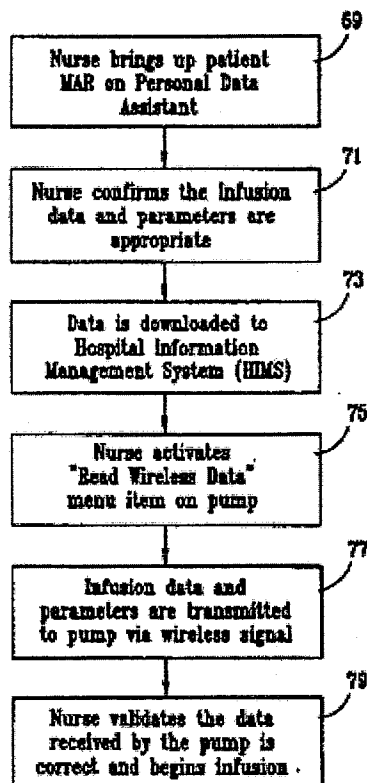 69
Nurse brings up patient
MAR on Personal Data
Assistant
71
Nurse confirms the infusion
data and parameters are
appropriate
73
Data is downloaded to
Hospital Information
Management System (HIMS)
75
Nurse activates
"Read Wireless Data"
menu item on pump
77
Infusion data and
parameters are transmitted
to pump via wireless signal
79
Nurse validates the data
received by the pump is
correct and begins infusion.